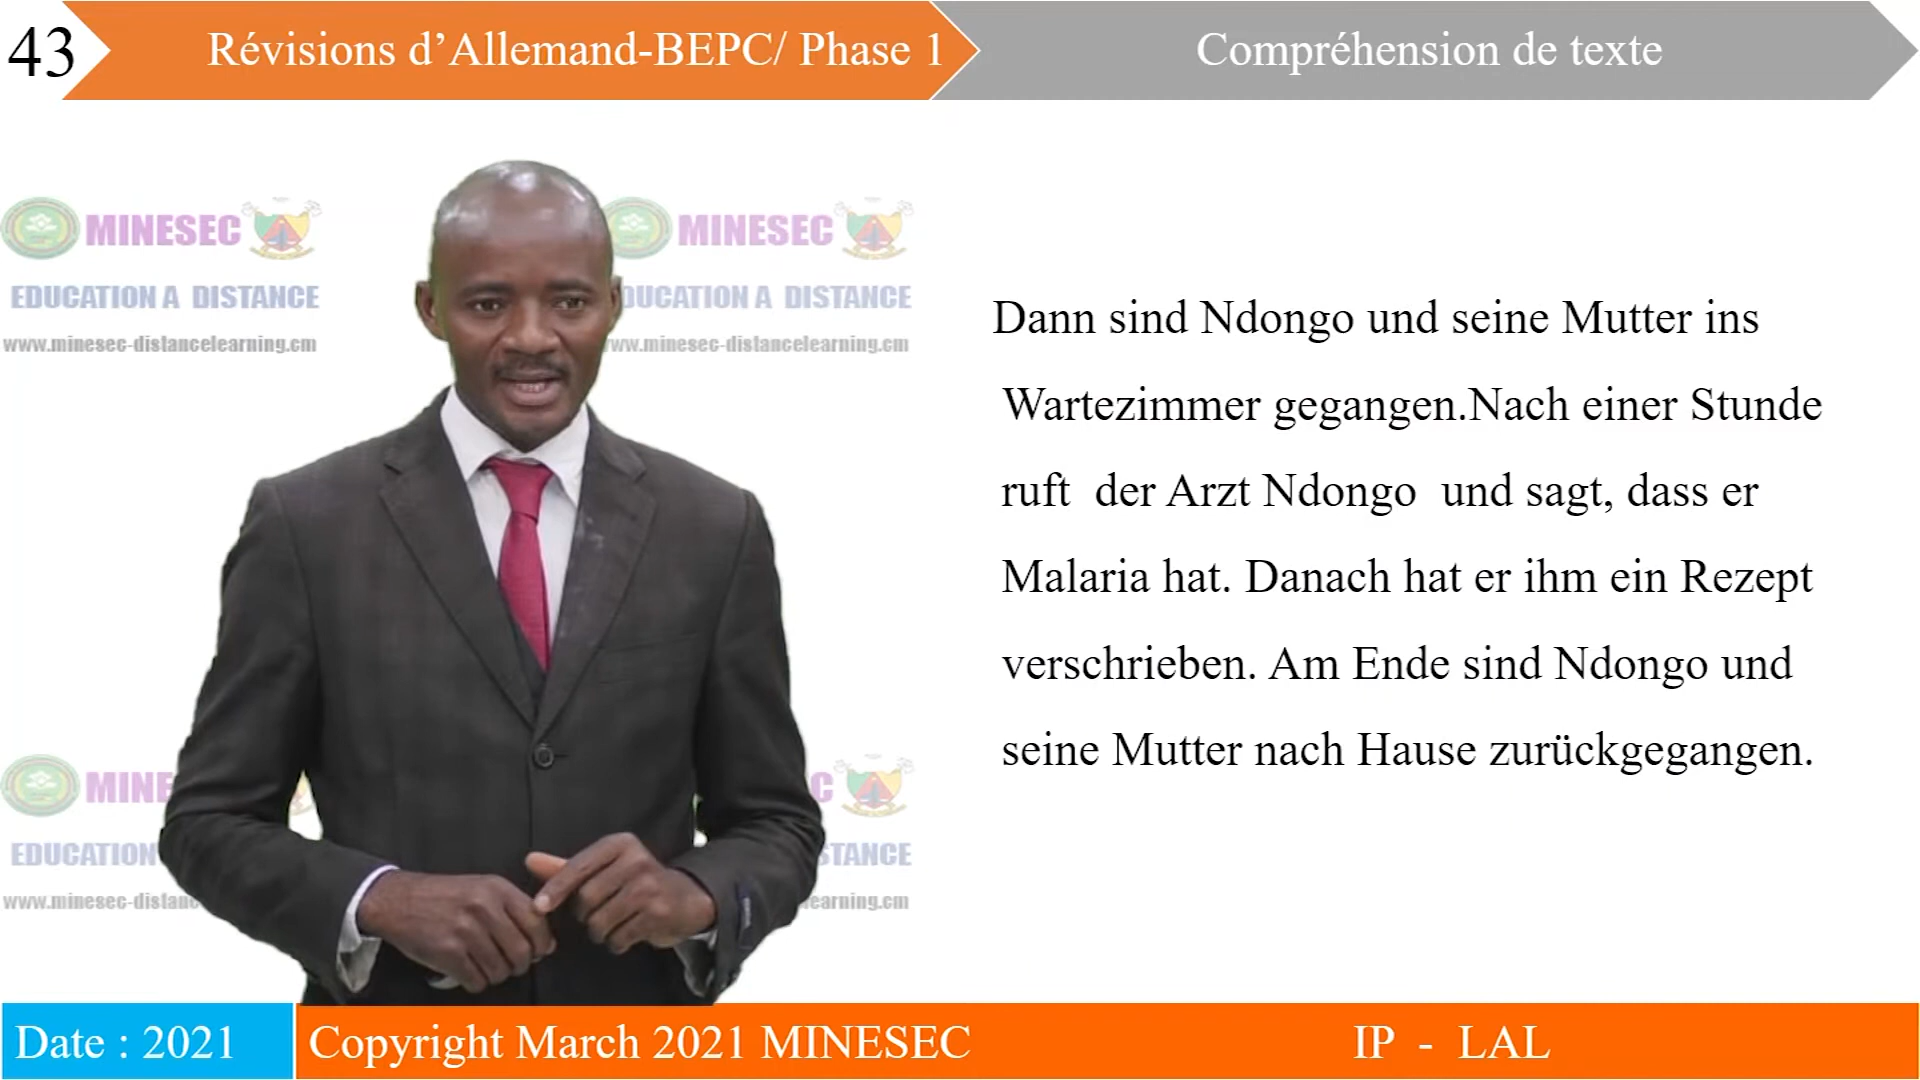 43
Révisions d’Allemand-BEPC/ Phase 1
Compréhension de texte
MINESEC
MINESEC
EDUCATION A DISTANCE
DUCATION A DISTANCE
www.minesec-distancelearning.cm
www.minesec-distancelearning.cm
Dann sind Ndongo und seine Mutter ins
Wartezimmer gegangen.Nach einer Stunde
ruft der Arzt Ndongo und sagt, dass er
Malaria hat. Danach hat er ihm ein Rezept
verschrieben. Am Ende sind Ndongo und
seine Mutter nach Hause zurückgegangen.
MINE
C
EDUCATION
STANCE
www.minesec-distanc
earning.cm
Date : 2021
Copyright March 2021 MINESEC
IP - LAL